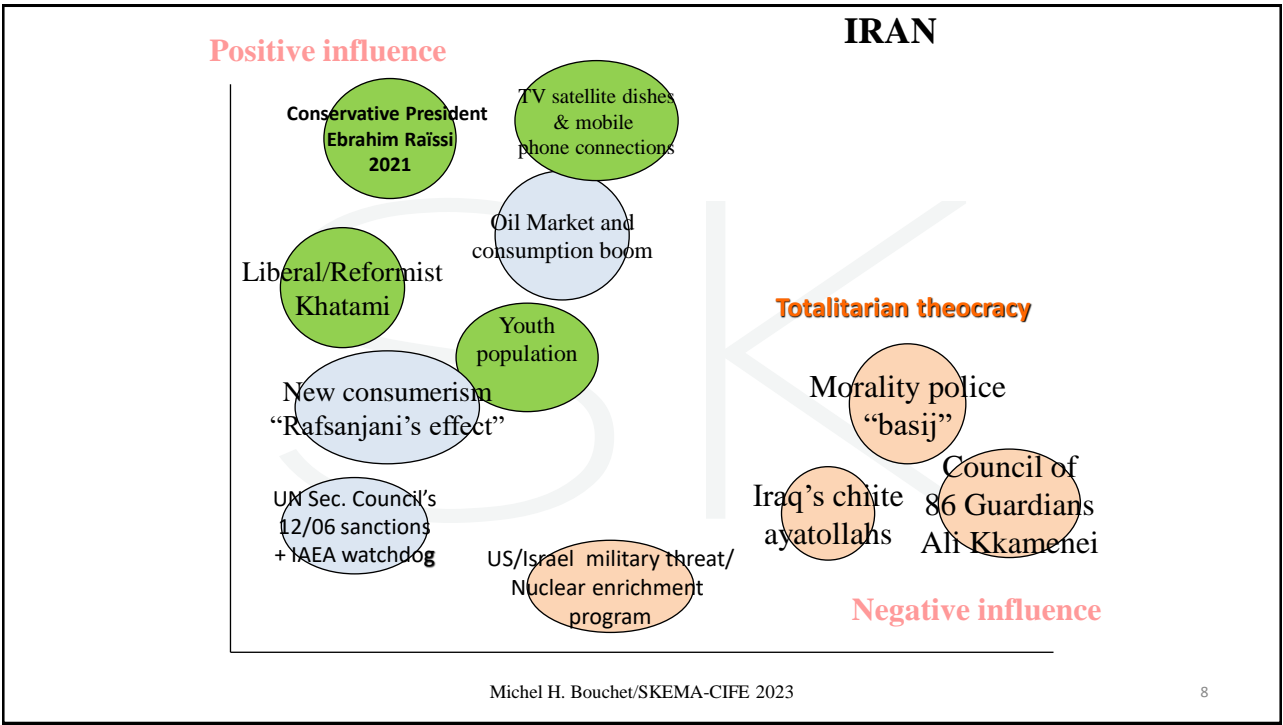 IRAN
Positive influence
Conservative President
Ebrahim Raïssi
2021
TV satellite dishes
& mobile
phone connections
Oil Market and
consumption boom
Liberal/Reformist
Khatami
Youth
population
Totalitarian theocracy
New consumerism
“Rafsanjani’s effect”
Morality police
“basij”
UN Sec. Council’s
12/06 sanctions
+ IAEA watchdog
US/Israel military threat/
Nuclear enrichment
program
Iraq’s chiite
ayatollahs
Council of
86 Guardians
Ali Kkamenei
Negative influence
Michel H. Bouchet/SKEMA-CIFE 2023
8
SK